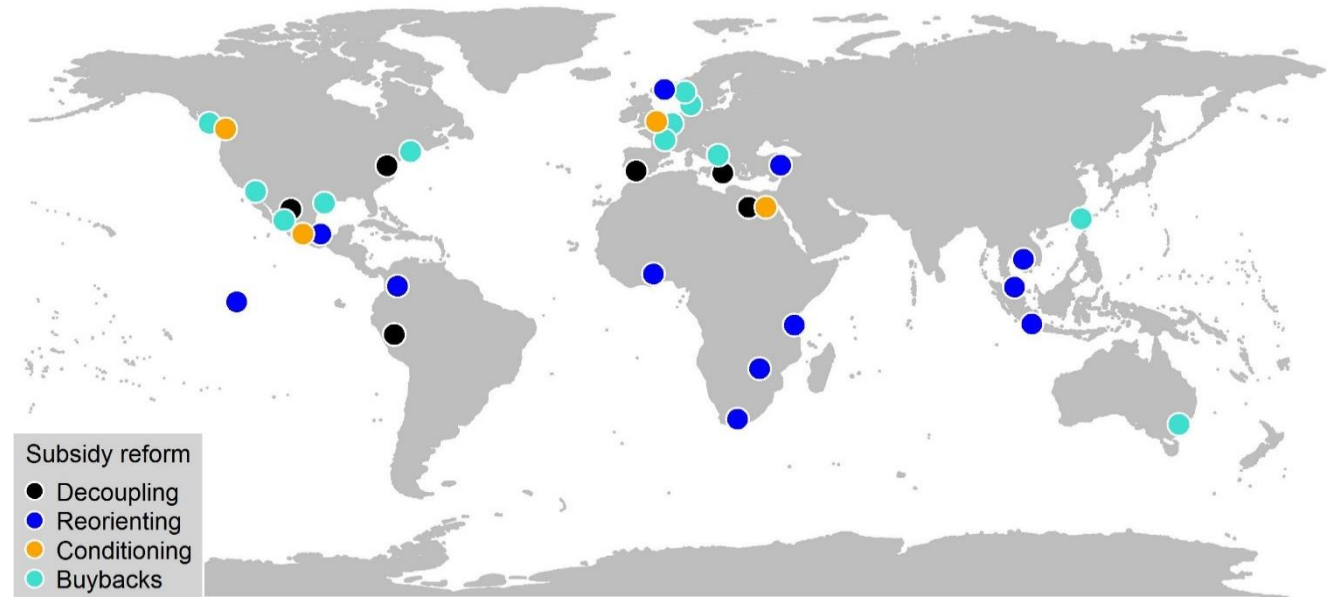 Subsidy reform
Decoupling
Reorienting
Conditioning
Buybacks